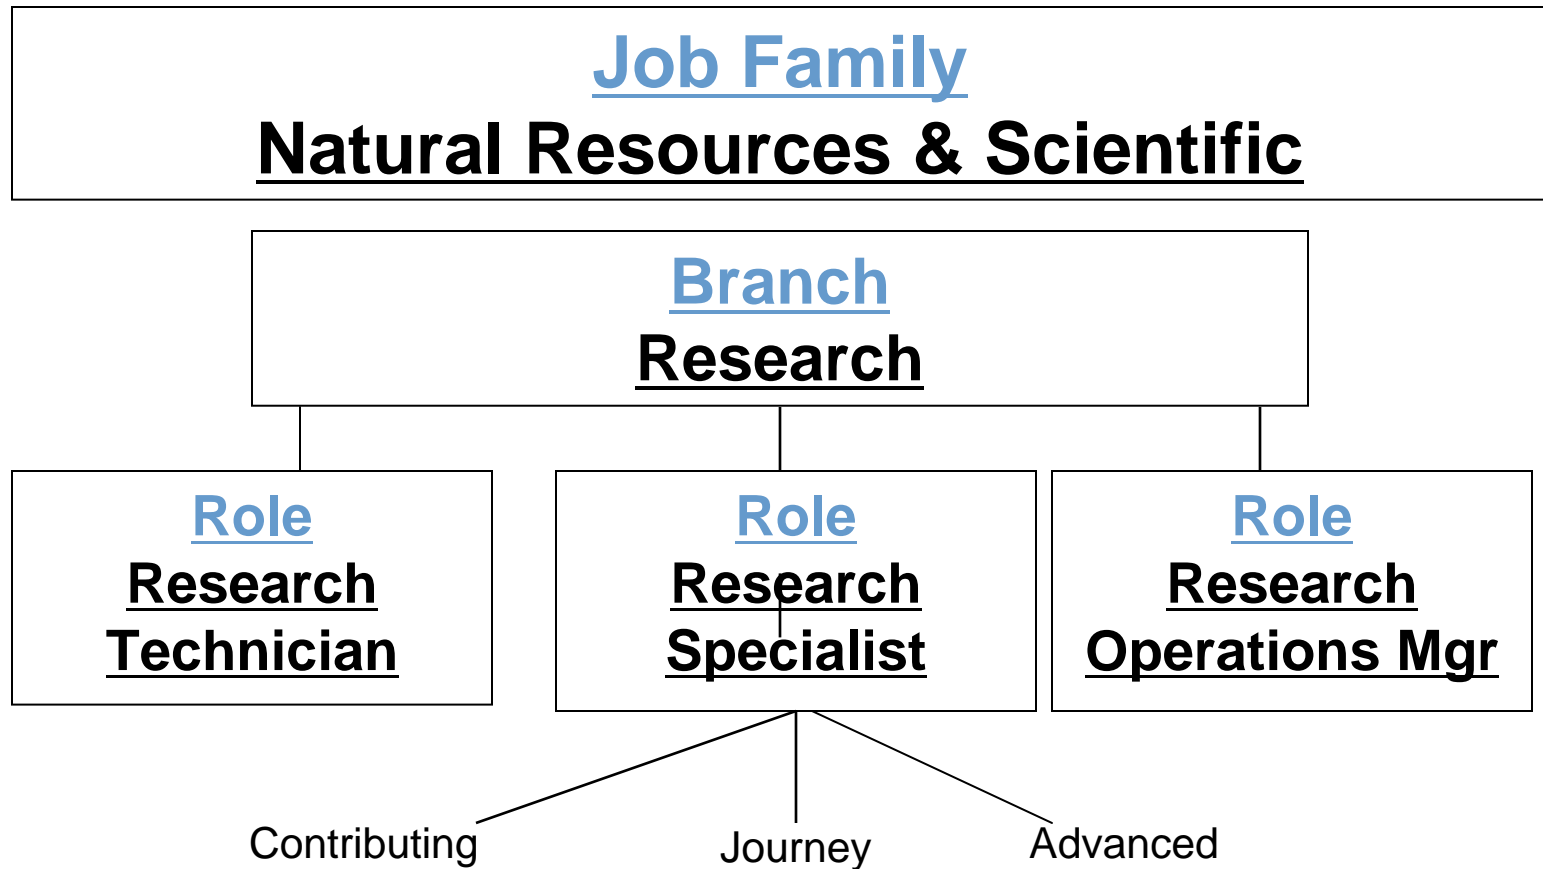 Job Family
Natural Resources & Scientific
Branch
Research
Role
Research
Technician
Role
Research
Specialist
Role
Research
Operations Mgr
Contributing
Journey
Advanced